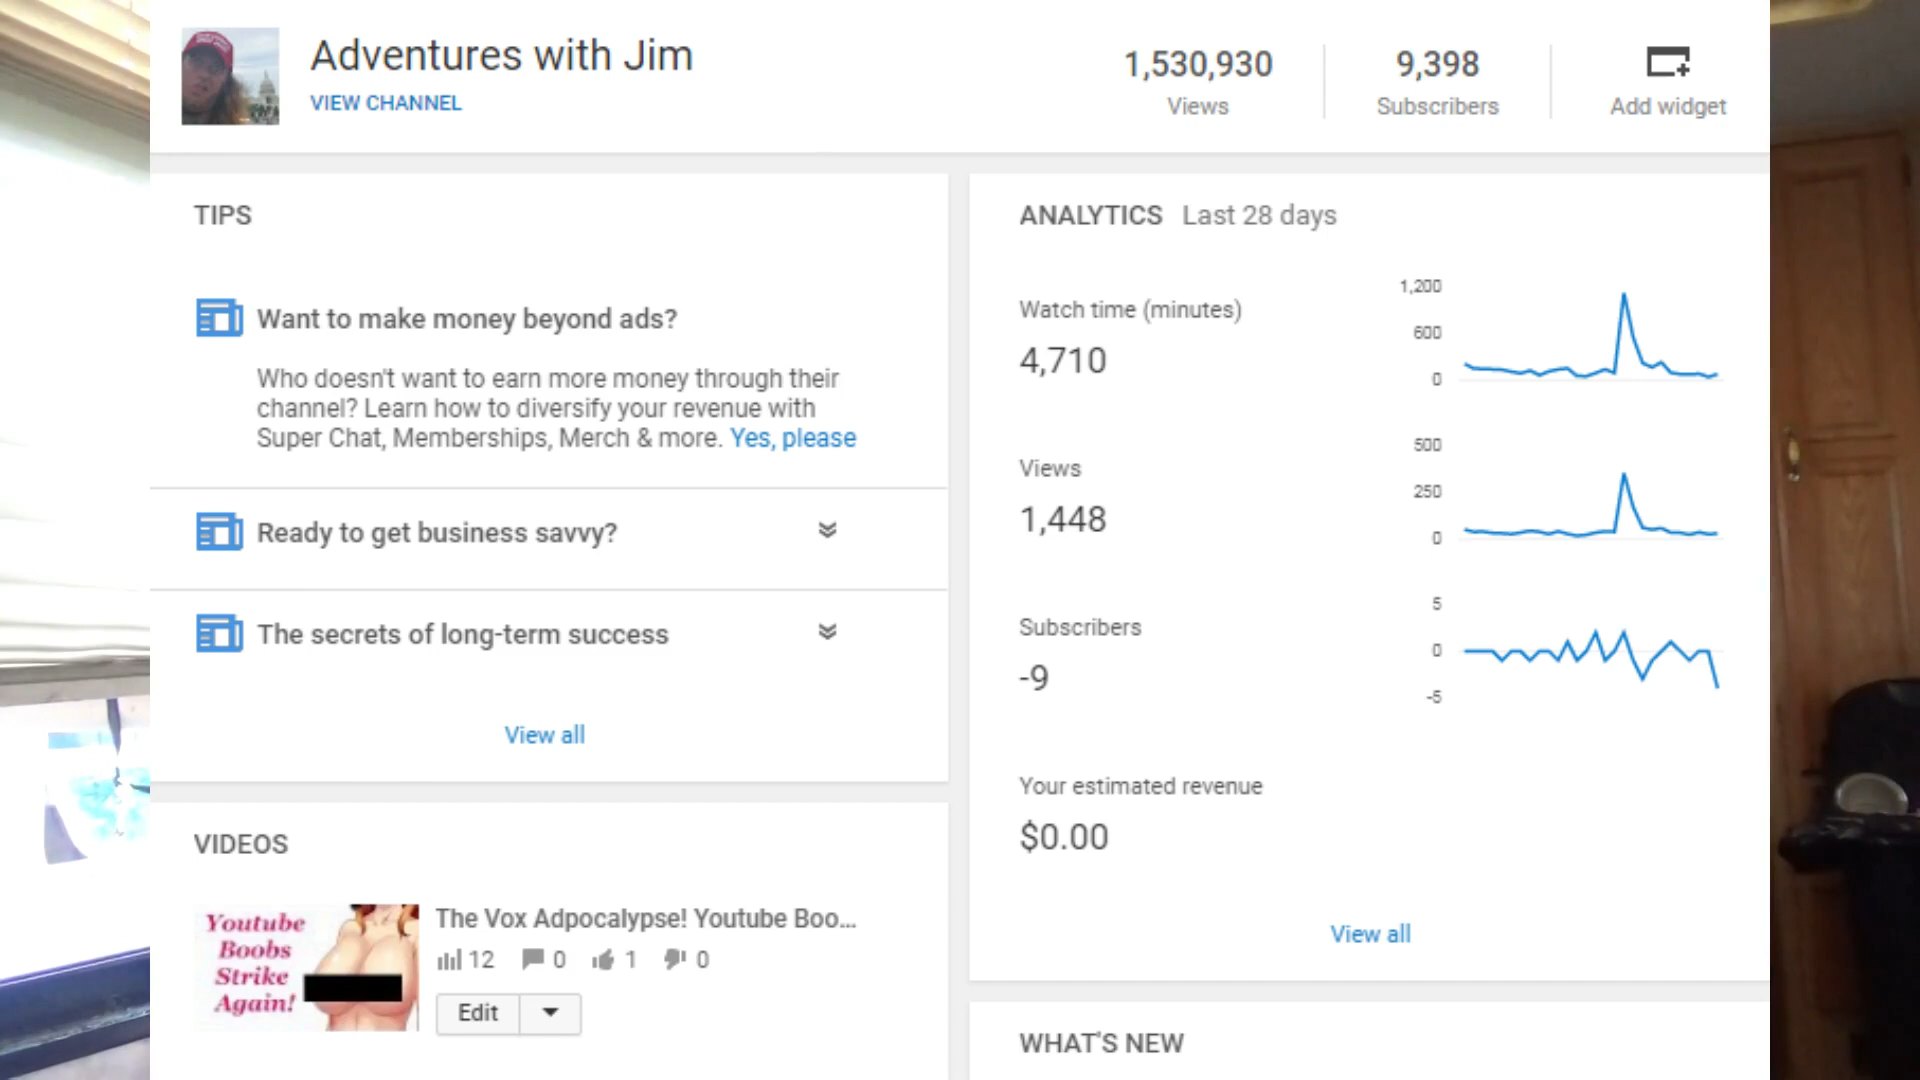 Adventures with Jim
VIEW CHANNEL
1,530,930
Views
9,398
Subscribers
Add widget
TIPS
Want to make money beyond ads?
Who doesn't want to earn more money through their
channel? Learn how to diversify your revenue with
Super Chat, Memberships, Merch & more. Yes, please
Ready to get business savvy?
The secrets of long-term success
View all
VIDEOS
Youtube
Boobs
Strike
Again!
The Vox Adpocalypse! Youtube Boo...
12 0 1 0
Edit
ANALYTICS Last 28 days
Watch time (minutes)
4,710
1,200
600
0
Views
1,448
500
250
0
Subscribers
-9
5
0
-5
Your estimated revenue
$0.00
View all
WHAT'S NEW